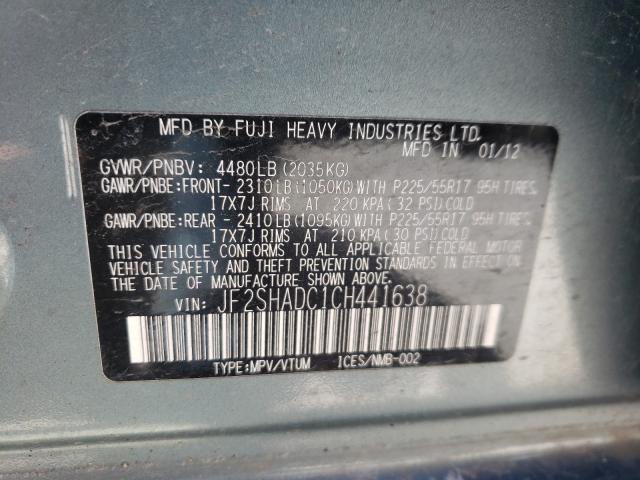 MFD BY FUJI HEAVY INDUSTRIES LTD.
MFD IN 01/12
GVWR/PNBV: 4480LB(2035KG)
GAWR/PNBE:FRONT- 2310LB(1050KG)WITH P225/55R17 95H TIRES,
17X7J RIMS AT 220 KPA(32 PSI)COLD
GAWR/PNBE:REAR - 2410LB(1095KG)WITH P225/55R17 95H TIRES,
17X7J RIMS AT 210 KPA(30 PSI)COLD
THIS VEHICLE CONFORMS TO ALL APPLICABLE FEDERAL MOTOR
VEHICLE SAFETY AND THEFT PREVENTION STANDARDS IN EFFECT
ON THE DATE OF MANUFACTURE SHOWN ABOVE.
VIN: JF2SHADC1CH441638
TYPE:MPV/VTUM ICES/NMB-002